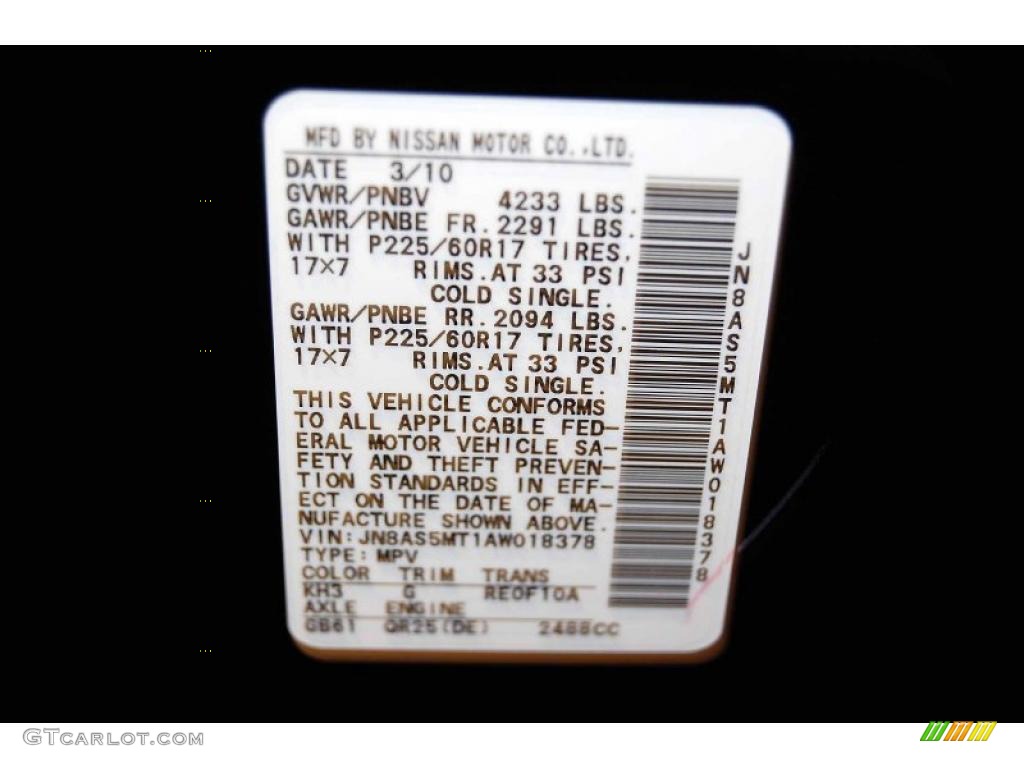 MFD BY NISSAN MOTOR CO.,LTD.
DATE 3/10
GVWR/PNBV 4233 LBS.
GAWR/PNBE FR. 2291 LBS.
WITH P225/60R17 TIRES,
17×7 RIMS. AT 33 PSI
COLD SINGLE.
GAWR/PNBE RR. 2094 LBS.
WITH P225/60R17 TIRES,
17×7 RIMS. AT 33 PSI
COLD SINGLE.
THIS VEHICLE CONFORMS
TO ALL APPLICABLE FED-
ERAL MOTOR VEHICLE SA-
FETY AND THEFT PREVEN-
TION STANDARDS IN EFF-
ECT ON THE DATE OF MA-
NUFACTURE SHOWN ABOVE.
VIN: JN8AS5MT1AW018378
TYPE: MPV
COLOR TRIM TRANS
KH3 G RE0F10A
AXLE ENGINE
GB61 QR25(DE) 2488CC
JN8AS5MT1AW018378
GTCARLOT.COM